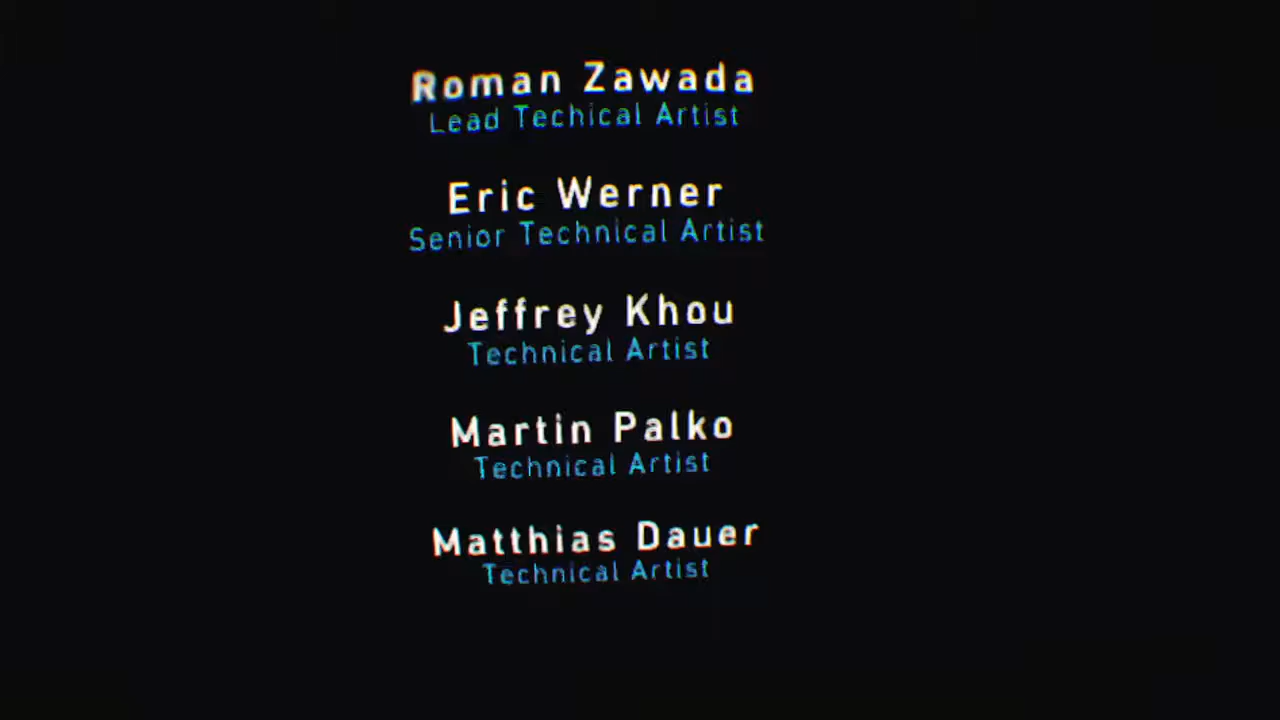 Roman Zawada
Lead Techical Artist
Eric Werner
Senior Technical Artist
Jeffrey Khou
Technical Artist
Martin Palko
Technical Artist
Matthias Dauer
Technical Artist